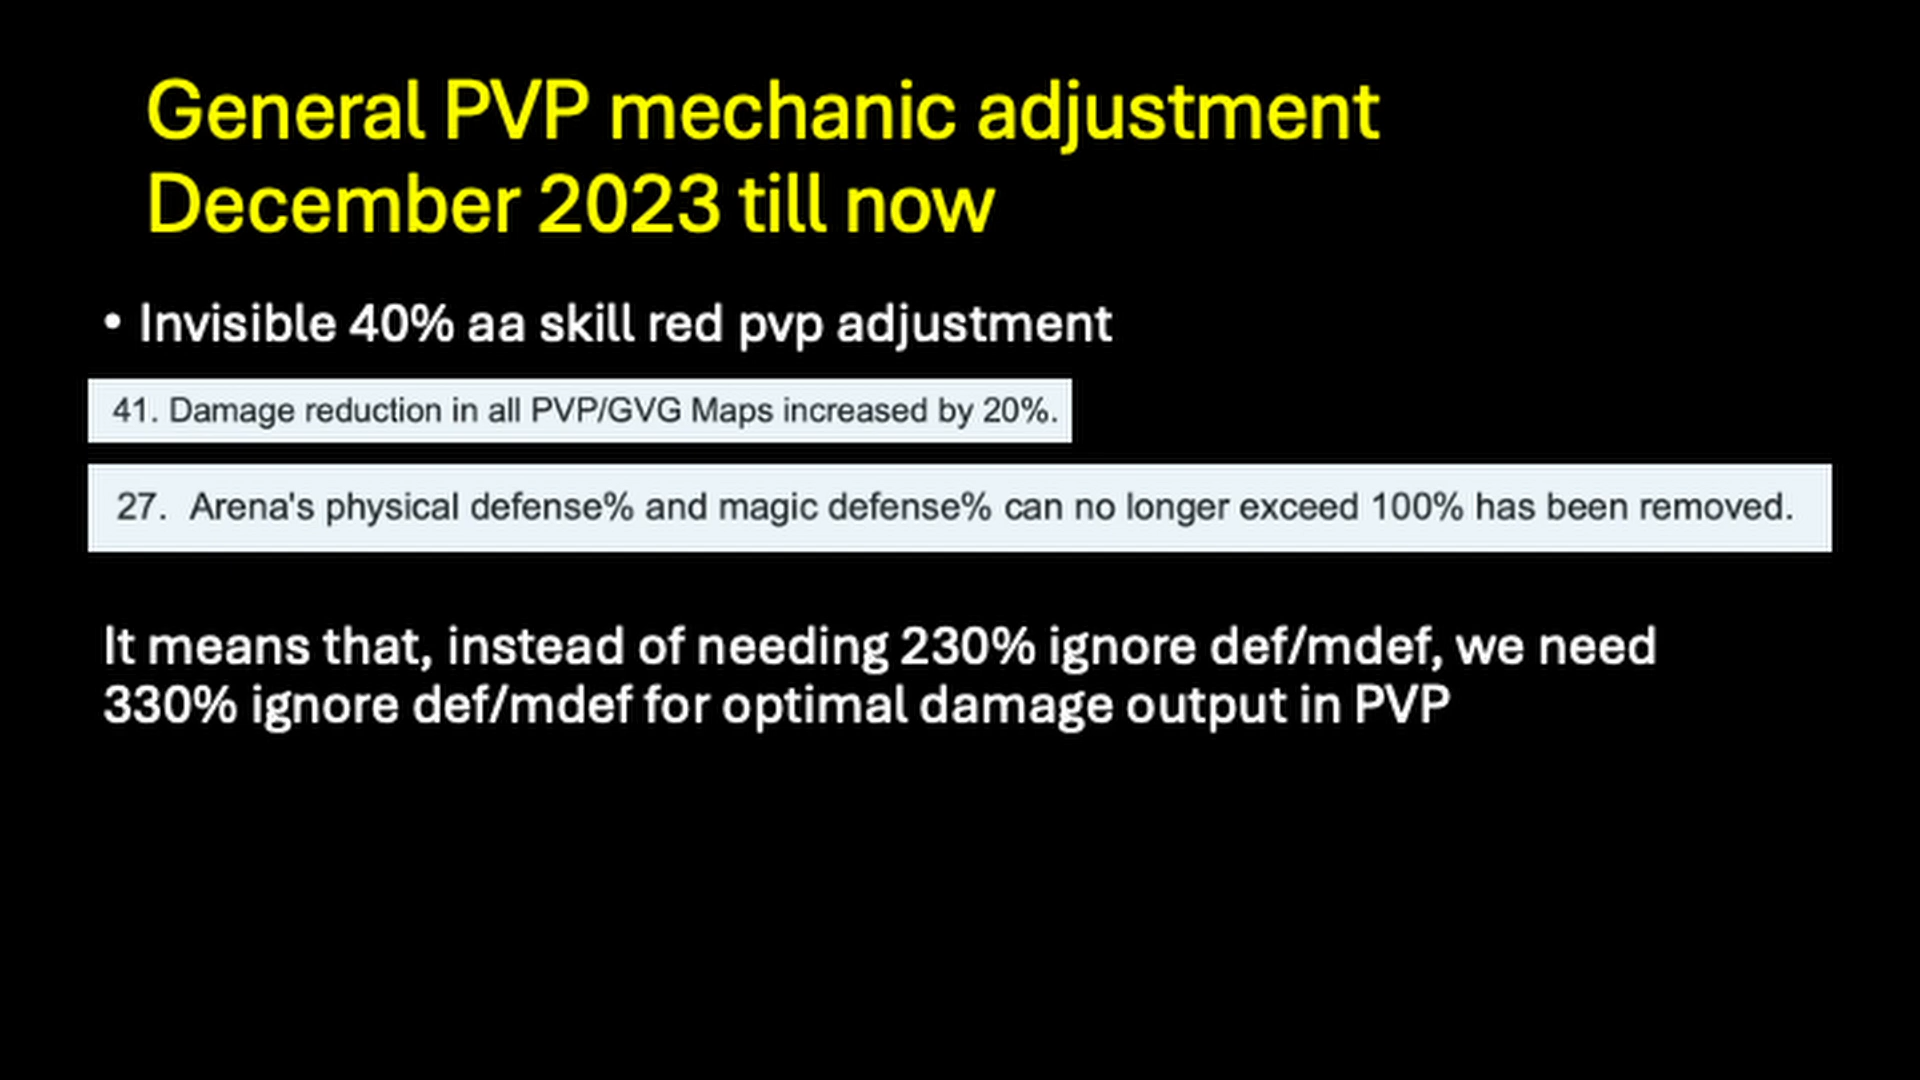 General PVP mechanic adjustment
December 2023 till now
• Invisible 40% aa skill red pvp adjustment
41. Damage reduction in all PVP/GVG Maps increased by 20%.
27. Arena's physical defense% and magic defense% can no longer exceed 100% has been removed.
It means that, instead of needing 230% ignore def/mdef, we need
330% ignore def/mdef for optimal damage output in PVP